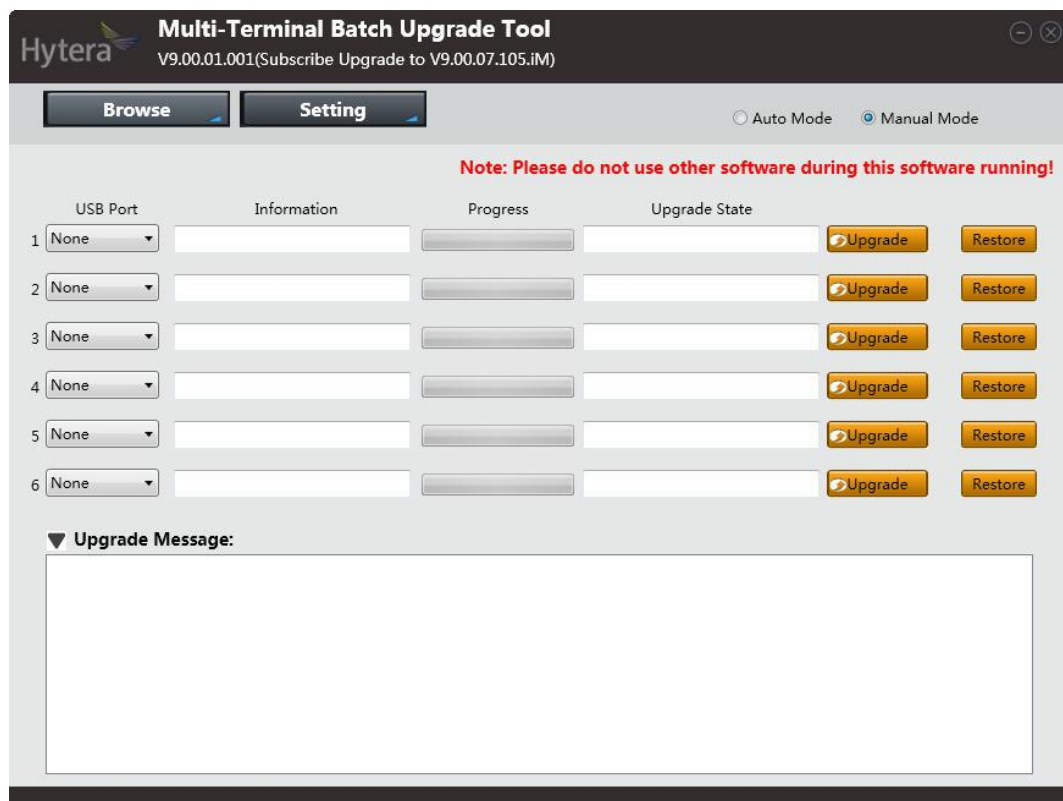 Hytera
Multi-Terminal Batch Upgrade Tool
V9.00.01.001(Subscribe Upgrade to V9.00.07.105.iM)
Browse Setting Auto Mode Manual Mode
Note: Please do not use other software during this software running!
USB Port Information Progress Upgrade State
1 None Upgrade Restore
2 None Upgrade Restore
3 None Upgrade Restore
4 None Upgrade Restore
5 None Upgrade Restore
6 None Upgrade Restore
Upgrade Message: